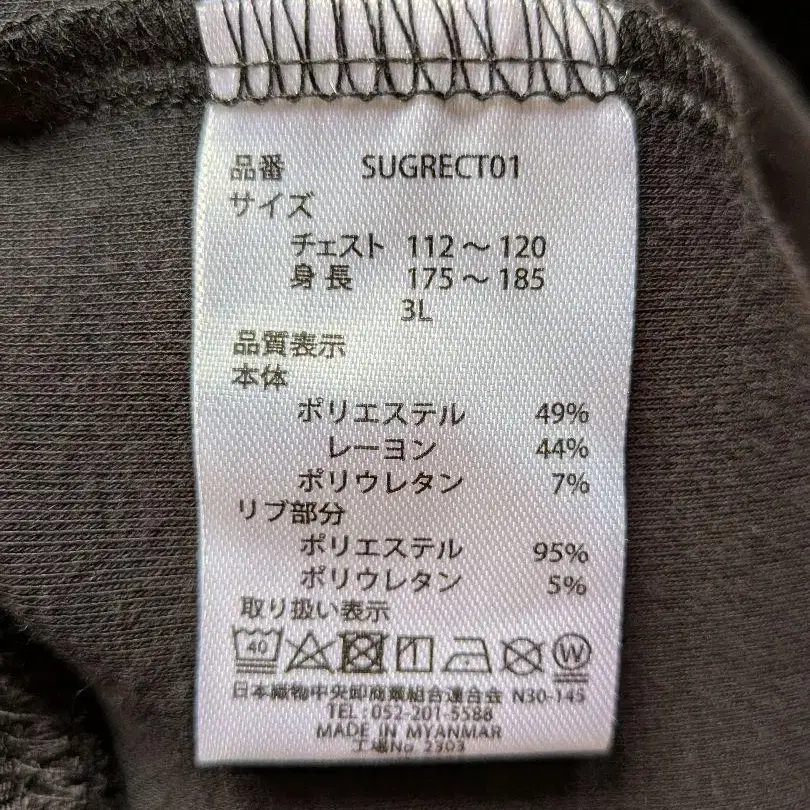 品番 SUGRECT01
サイズ
チェスト 112～120
身長 175～185
3L
品質表示
本体
ポリエステル 49%
レーヨン 44%
ポリウレタン 7%
リブ部分
ポリエステル 95%
ポリウレタン 5%
取り扱い表示
40 W
日本織物中央卸商業組合連合会 N30-145
TEL:052-201-5588
MADE IN MYANMAR
工場No. 2303